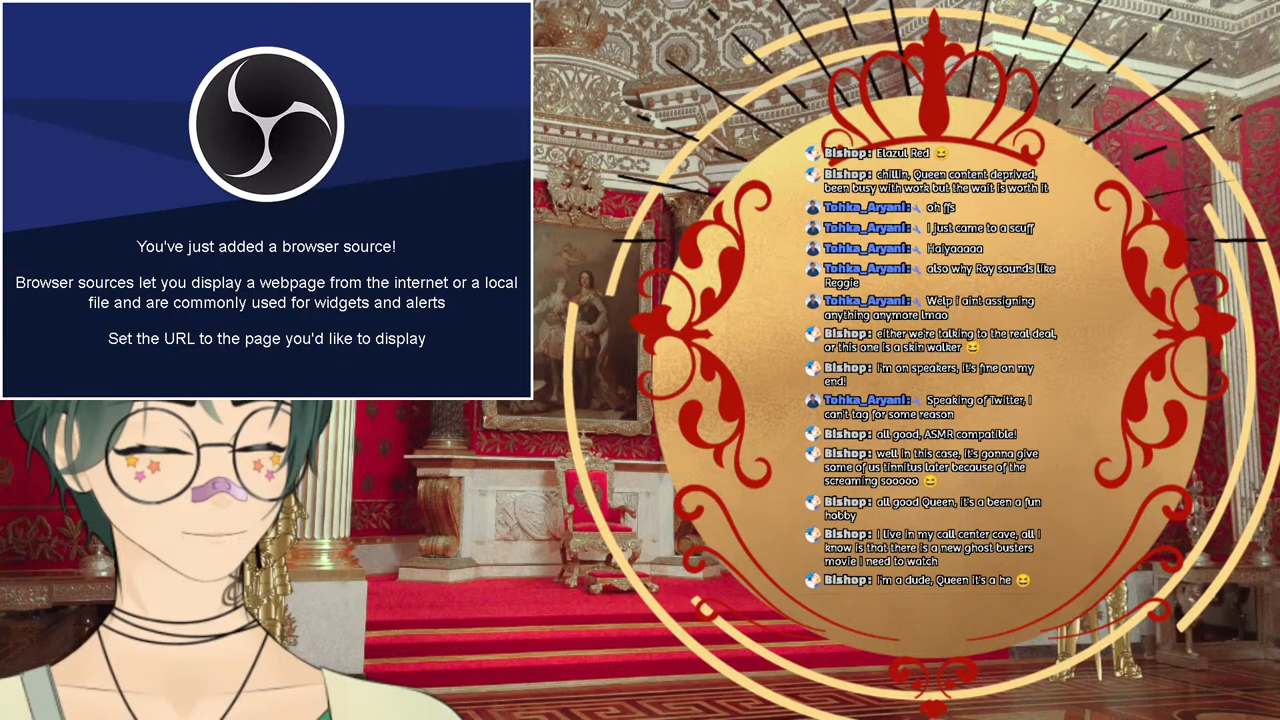 You've just added a browser source!
Browser sources let you display a webpage from the internet or a local
file and are commonly used for widgets and alerts
Set the URL to the page you'd like to display
Bishop: Elazul Red 😆
Bishop: chillin, Queen content deprived,
been busy with work but the wait is worth it
Tohka_Aryani: oh ffs
Tohka_Aryani: I just came to a scuff
Tohka_Aryani: Haiyaaaaa
Tohka_Aryani: also why Roy sounds like
Reggie
Tohka_Aryani: Welp i aint assigning
anything anymore lmao
Bishop: either we're talking to the real deal,
or this one is a skin walker 😆
Bishop: I'm on speakers, it's fine on my
end!
Tohka_Aryani: Speaking of Twitter, I
can't tag for some reason
Bishop: all good, ASMR compatible!
Bishop: well in this case, it's gonna give
some of us tinnitus later because of the
screaming sooooo 😆
Bishop: all good Queen, it's a been a fun
hobby
Bishop: I live in my call center cave, all I
know is that there is a new ghost busters
movie I need to watch
Bishop: I'm a dude, Queen it's a he 😆